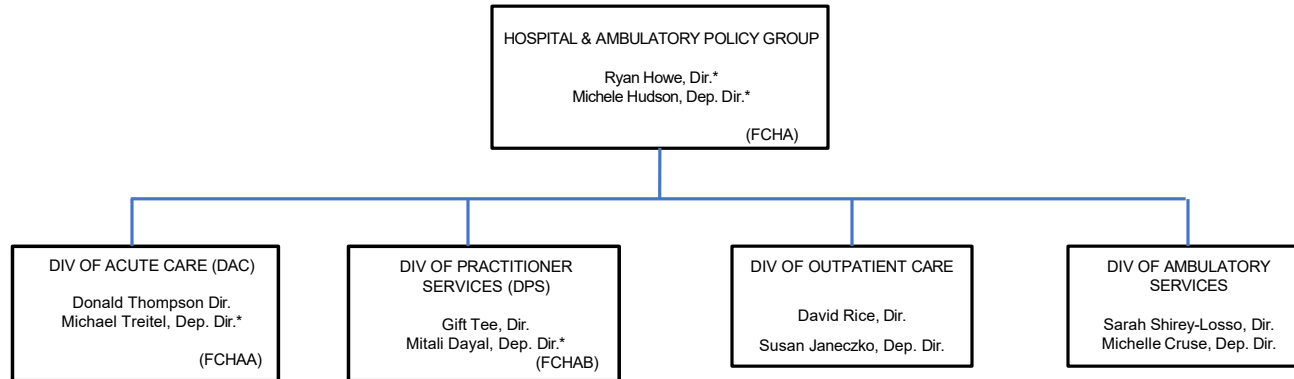 HOSPITAL & AMBULATORY POLICY GROUP
Ryan Howe, Dir.*
Michele Hudson, Dep. Dir.*
(FCHA)
DIV OF ACUTE CARE (DAC)
Donald Thompson Dir.
Michael Treitel, Dep. Dir.*
(FCHAA)
DIV OF PRACTITIONER
SERVICES (DPS)
Gift Tee, Dir.
Mitali Dayal, Dep. Dir.*
(FCHAB)
DIV OF OUTPATIENT CARE
David Rice, Dir.
Susan Janeczko, Dep. Dir.
DIV OF AMBULATORY
SERVICES
Sarah Shirey-Losso, Dir.
Michelle Cruse, Dep. Dir.